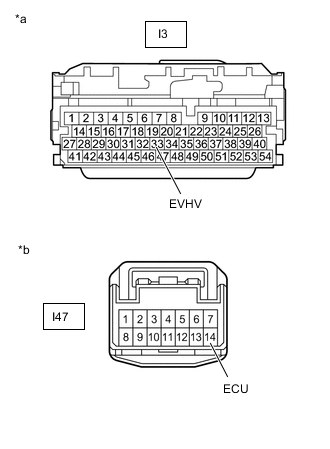 *a
I3
1 2 3 4 5 6 7 8 9 10 11 12 13
14 15 16 17 18 19 20 21 22 23 24 25 26
27 28 29 30 31 32 33 34 35 36 37 38 39 40
41 42 43 44 45 46 47 48 49 50 51 52 53 54
EVHV
*b
I47
1 2 3 4 5 6 7
8 9 10 11 12 13 14
ECU